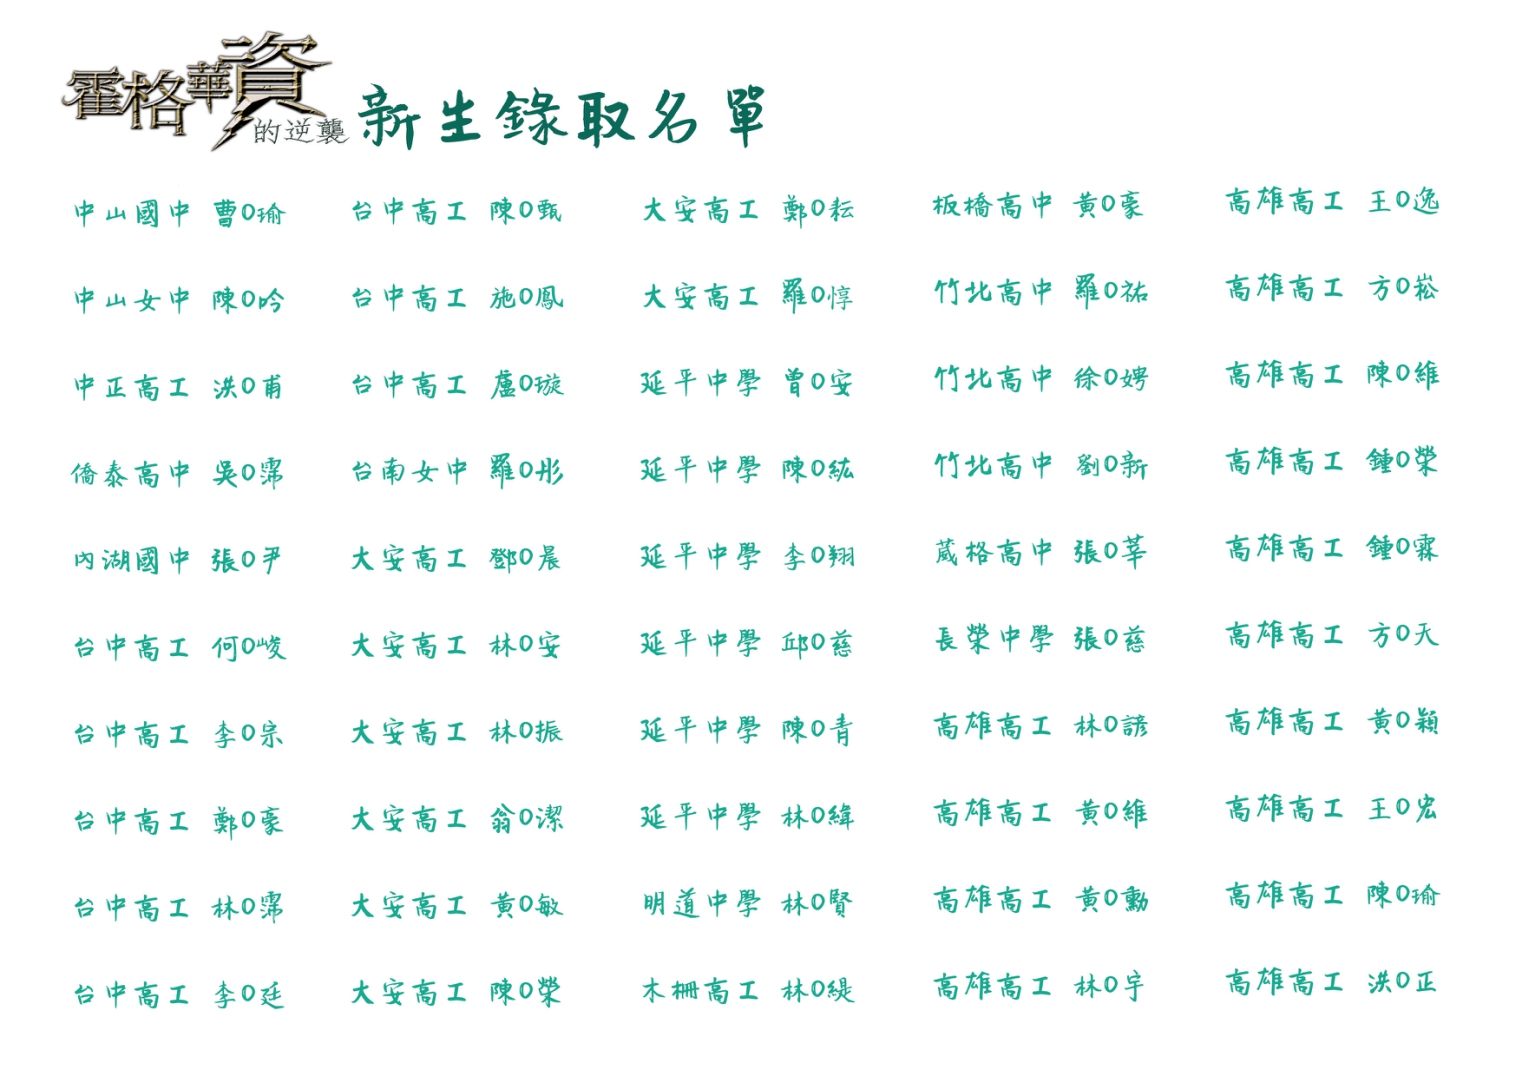 霍格華資的逆襲 新生錄取名單
中山國中 曹O瑜
中山女中 陳O吟
中正高工 洪O甫
僑泰高中 吳O霈
內湖國中 張O尹
台中高工 何O峻
台中高工 李O宗
台中高工 鄭O豪
台中高工 林O霈
台中高工 李O廷
台中高工 陳O甄
台中高工 施O鳳
台中高工 盧O璇
台南女中 羅O彤
大安高工 鄧O晨
大安高工 林O安
大安高工 林O振
大安高工 翁O潔
大安高工 黃O敏
大安高工 陳O榮
大安高工 鄭O耘
大安高工 羅O惇
延平中學 曾O安
延平中學 陳O紘
延平中學 李O翔
延平中學 邱O慈
延平中學 陳O青
延平中學 林O緯
明道中學 林O賢
木柵高工 林O緹
板橋高中 黃O豪
竹北高中 羅O祐
竹北高中 徐O娉
竹北高中 劉O新
葳格高中 張O莘
長榮中學 張O慈
高雄高工 林O諺
高雄高工 黃O維
高雄高工 黃O勳
高雄高工 林O宇
高雄高工 王O逸
高雄高工 方O崧
高雄高工 陳O維
高雄高工 鍾O榮
高雄高工 鍾O霖
高雄高工 方O天
高雄高工 黃O穎
高雄高工 王O宏
高雄高工 陳O瑜
高雄高工 洪O正